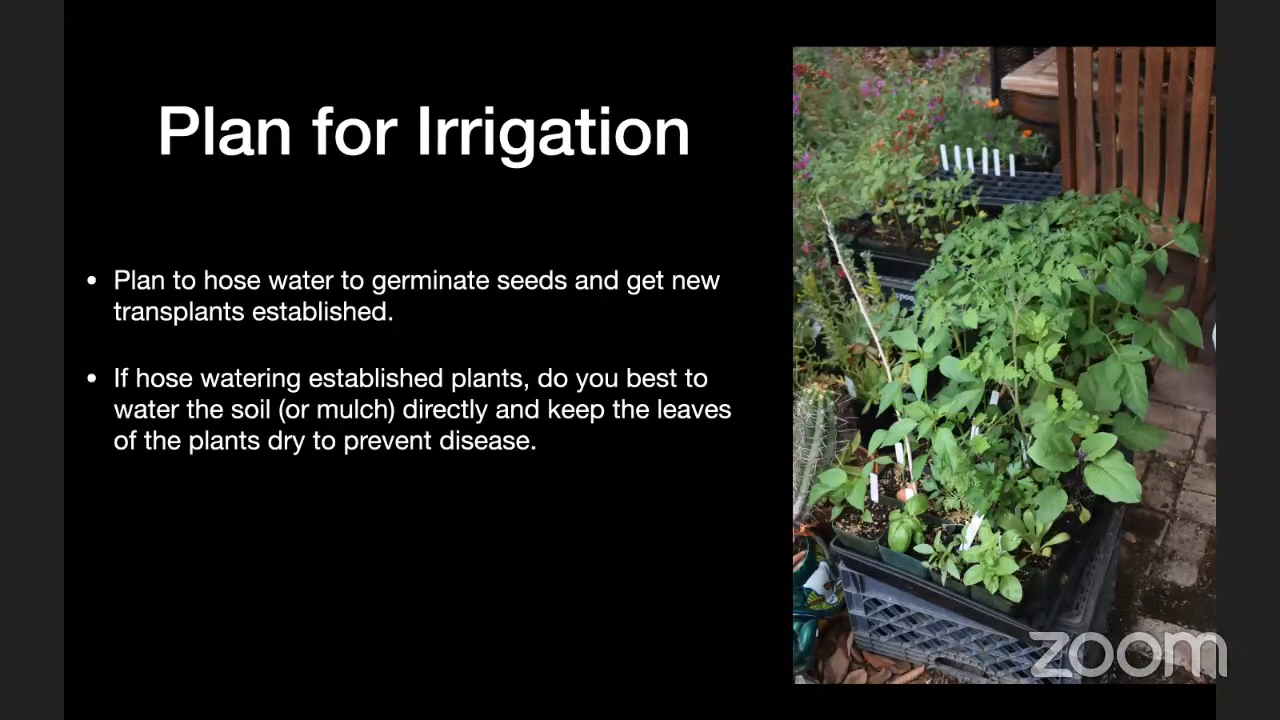 Plan for Irrigation
• Plan to hose water to germinate seeds and get new
transplants established.
• If hose watering established plants, do you best to
water the soil (or mulch) directly and keep the leaves
of the plants dry to prevent disease.
zoom